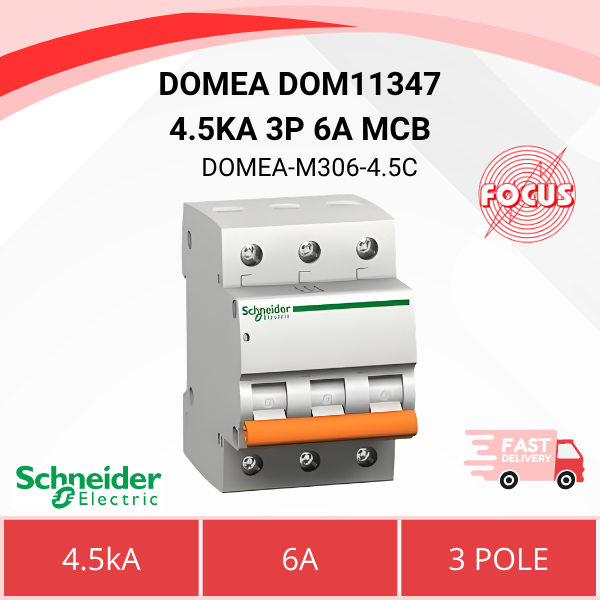 DOMEA DOM11347
4.5KA 3P 6A MCB
DOMEA-M306-4.5C
FOCUS
Schneider
Electric
FAST
DELIVERY
Schneider
Electric
4.5kA
6A
3 POLE